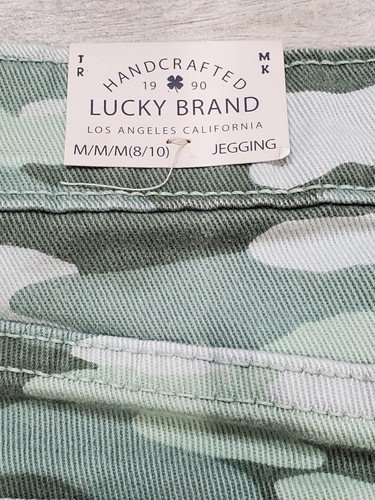 TR MK
HANDCRAFTED
19 90
LUCKY BRAND
LOS ANGELES CALIFORNIA
M/M/M(8/10) JEGGING